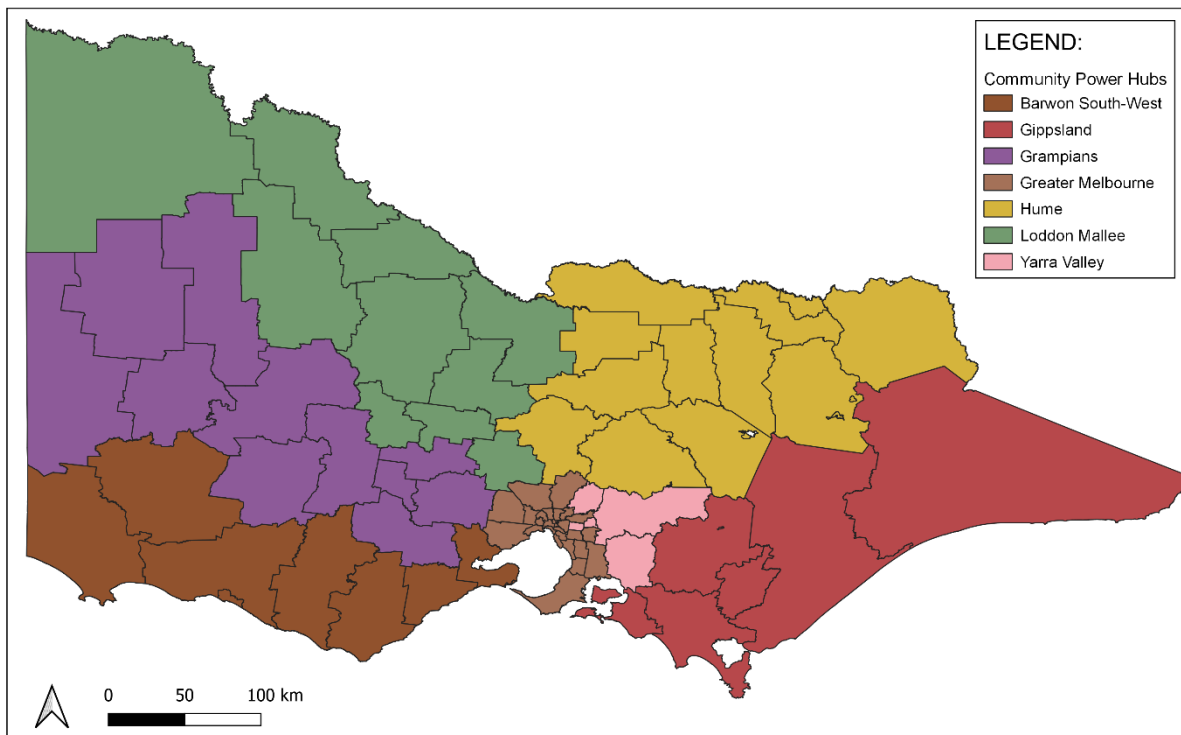 LEGEND:
Community Power Hubs
Barwon South-West
Gippsland
Grampians
Greater Melbourne
Hume
Loddon Mallee
Yarra Valley
0 50 100 km